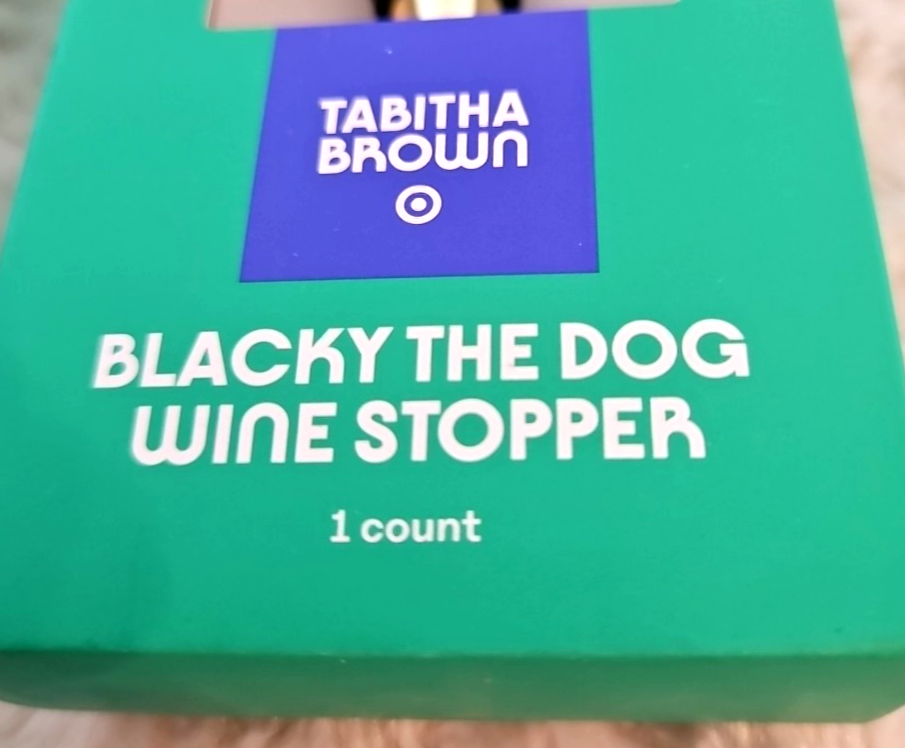 TABITHA
BROWN
BLACKY THE DOG
WINE STOPPER
1 count